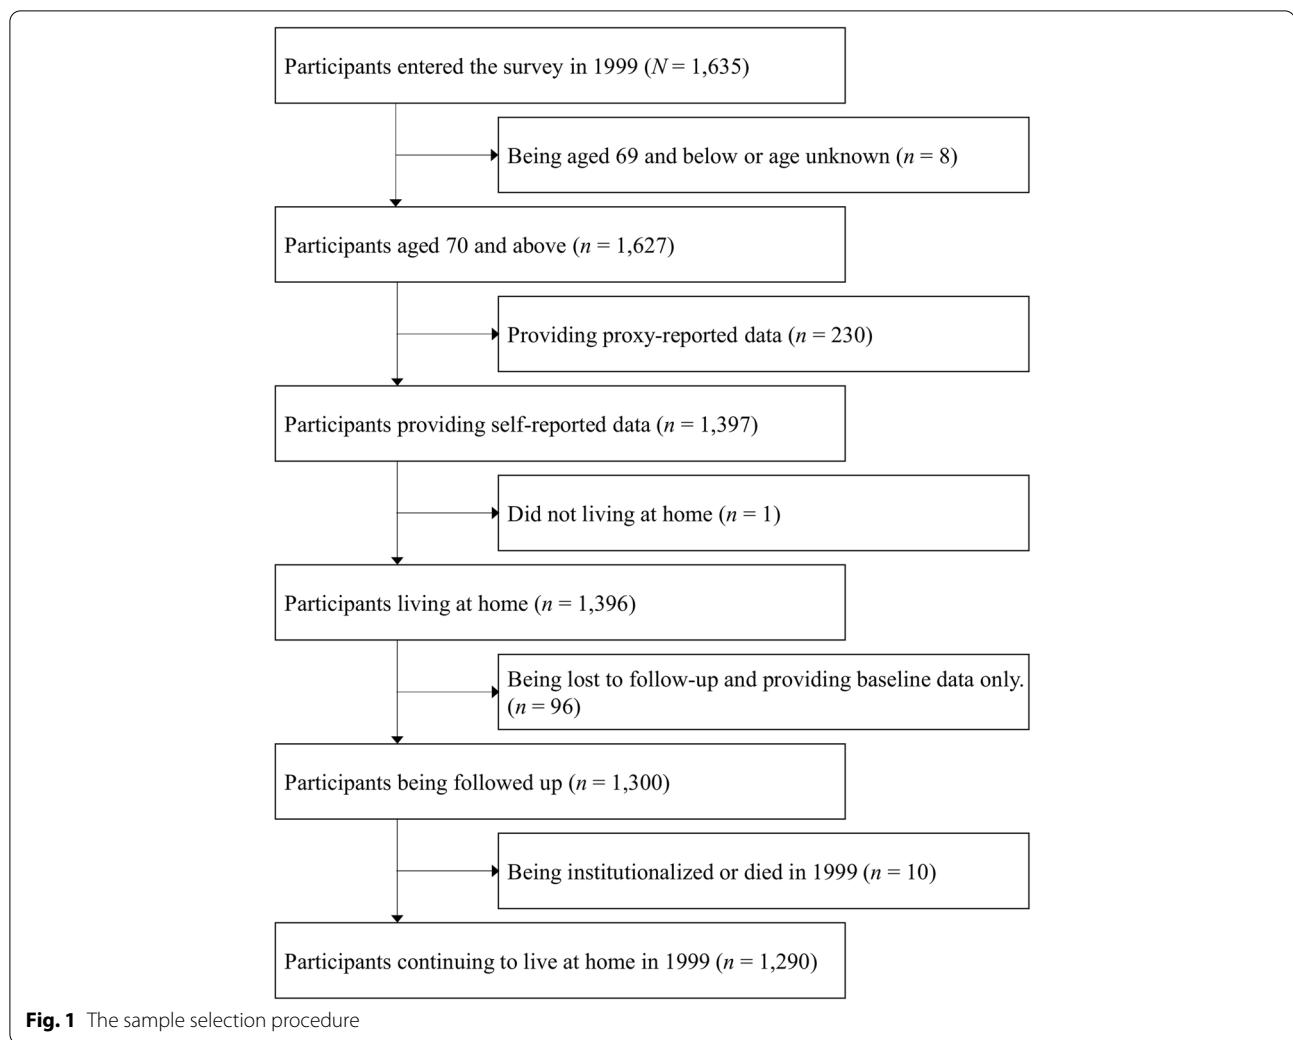 Participants entered the survey in 1999 (N = 1,635)
Being aged 69 and below or age unknown (n = 8)
Participants aged 70 and above (n = 1,627)
Providing proxy-reported data (n = 230)
Participants providing self-reported data (n = 1,397)
Did not living at home (n = 1)
Participants living at home (n = 1,396)
Being lost to follow-up and providing baseline data only.
(n = 96)
Participants being followed up (n = 1,300)
Being institutionalized or died in 1999 (n = 10)
Participants continuing to live at home in 1999 (n = 1,290)
Fig. 1 The sample selection procedure